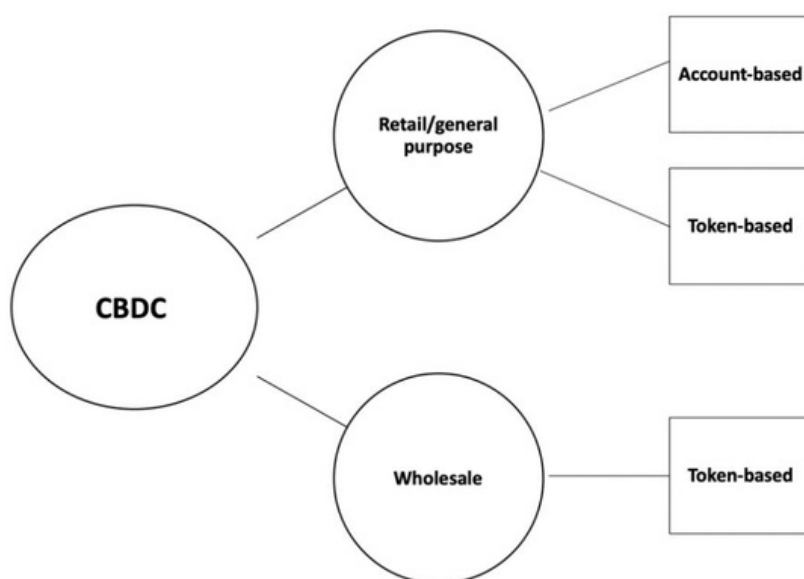 CBDC
Retail/general
purpose
Account-based
Token-based
Wholesale
Token-based